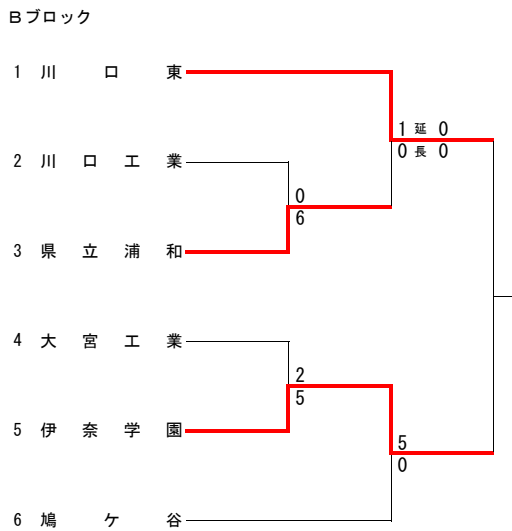 Bブロック
1 川口東
1 延 0
0 長 0
2 川口工業
0
6
3 県立浦和
4 大宮工業
2
5
5 伊奈学園
5
0
6 鳩ケ谷